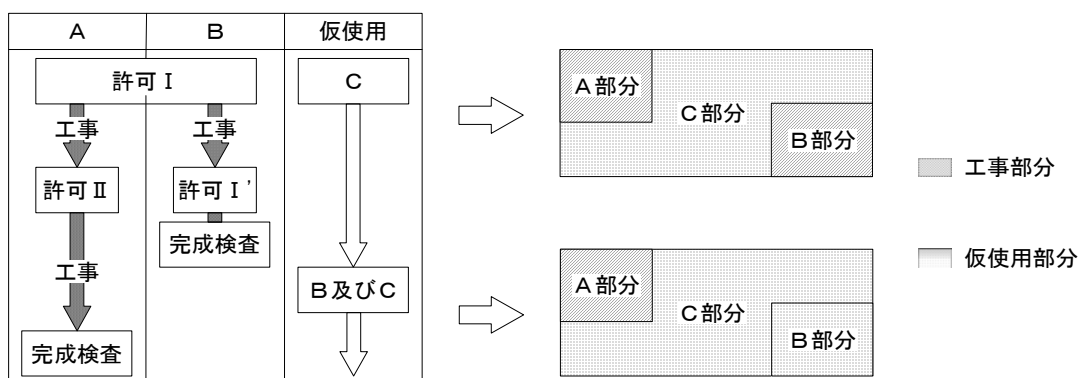 A B 仮使用
許可Ⅰ C
工事 工事
許可Ⅱ 許可Ⅰ'
完成検査
工事
B及びC
完成検査
A部分
C部分
B部分
工事部分
仮使用部分
A部分
C部分
B部分